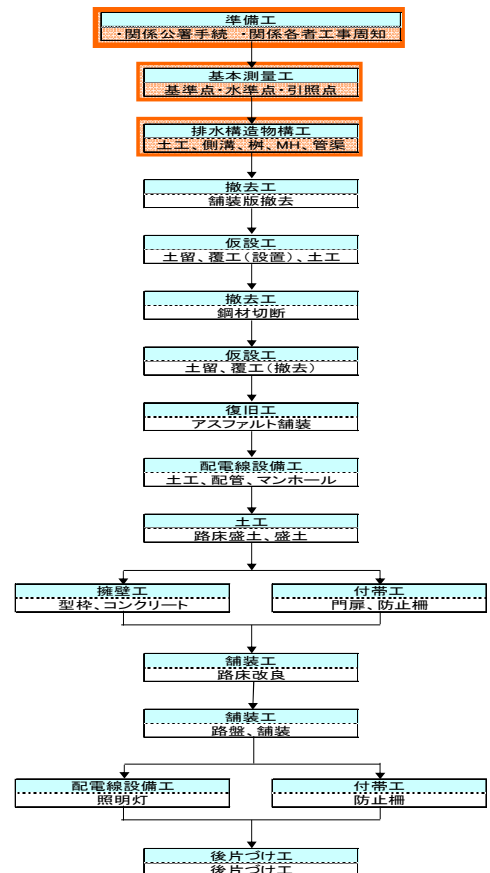 準備工
・関係公署手続 ・関係各者工事周知
基本測量工
基準点・水準点・引照点
排水構造物構工
土工、側溝、桝、MH、管渠
撤去工
舗装版撤去
仮設工
土留、覆工(設置)、土工
撤去工
鋼材切断
仮設工
土留、覆工(撤去)
復旧工
アスファルト舗装
配電線設備工
土工、配管、マンホール
土工
路床盛土、盛土
擁壁工
型枠、コンクリート
付帯工
門扉、防止柵
舗装工
路床改良
舗装工
路盤、舗装
配電線設備工
照明灯
付帯工
防止柵
後片づけ工
後片づけ工